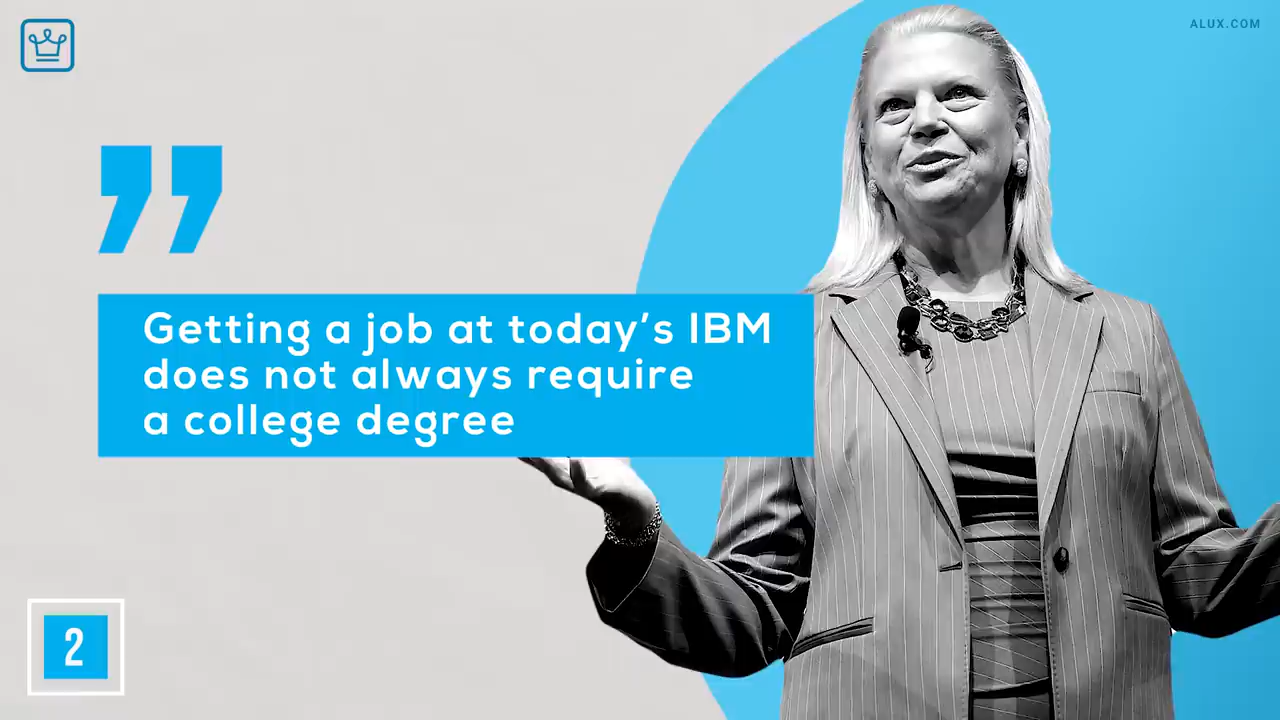 ALUX.COM
”
Getting a job at today’s IBM
does not always require
a college degree
2